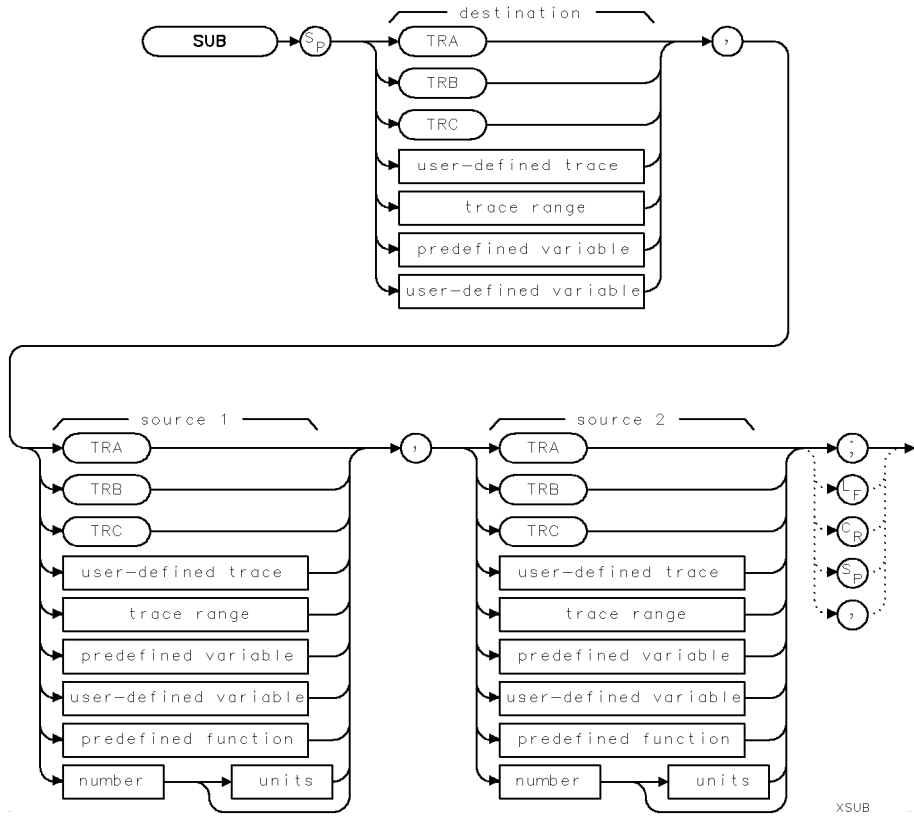 destination
SUB SP TRA ,
TRB
TRC
user-defined trace
trace range
predefined variable
user-defined variable
source 1 source 2
TRA , TRA ;
TRB TRB LF
TRC TRC CR
user-defined trace user-defined trace SP
trace range trace range ,
predefined variable predefined variable
user-defined variable user-defined variable
predefined function predefined function
number units number units
XSUB